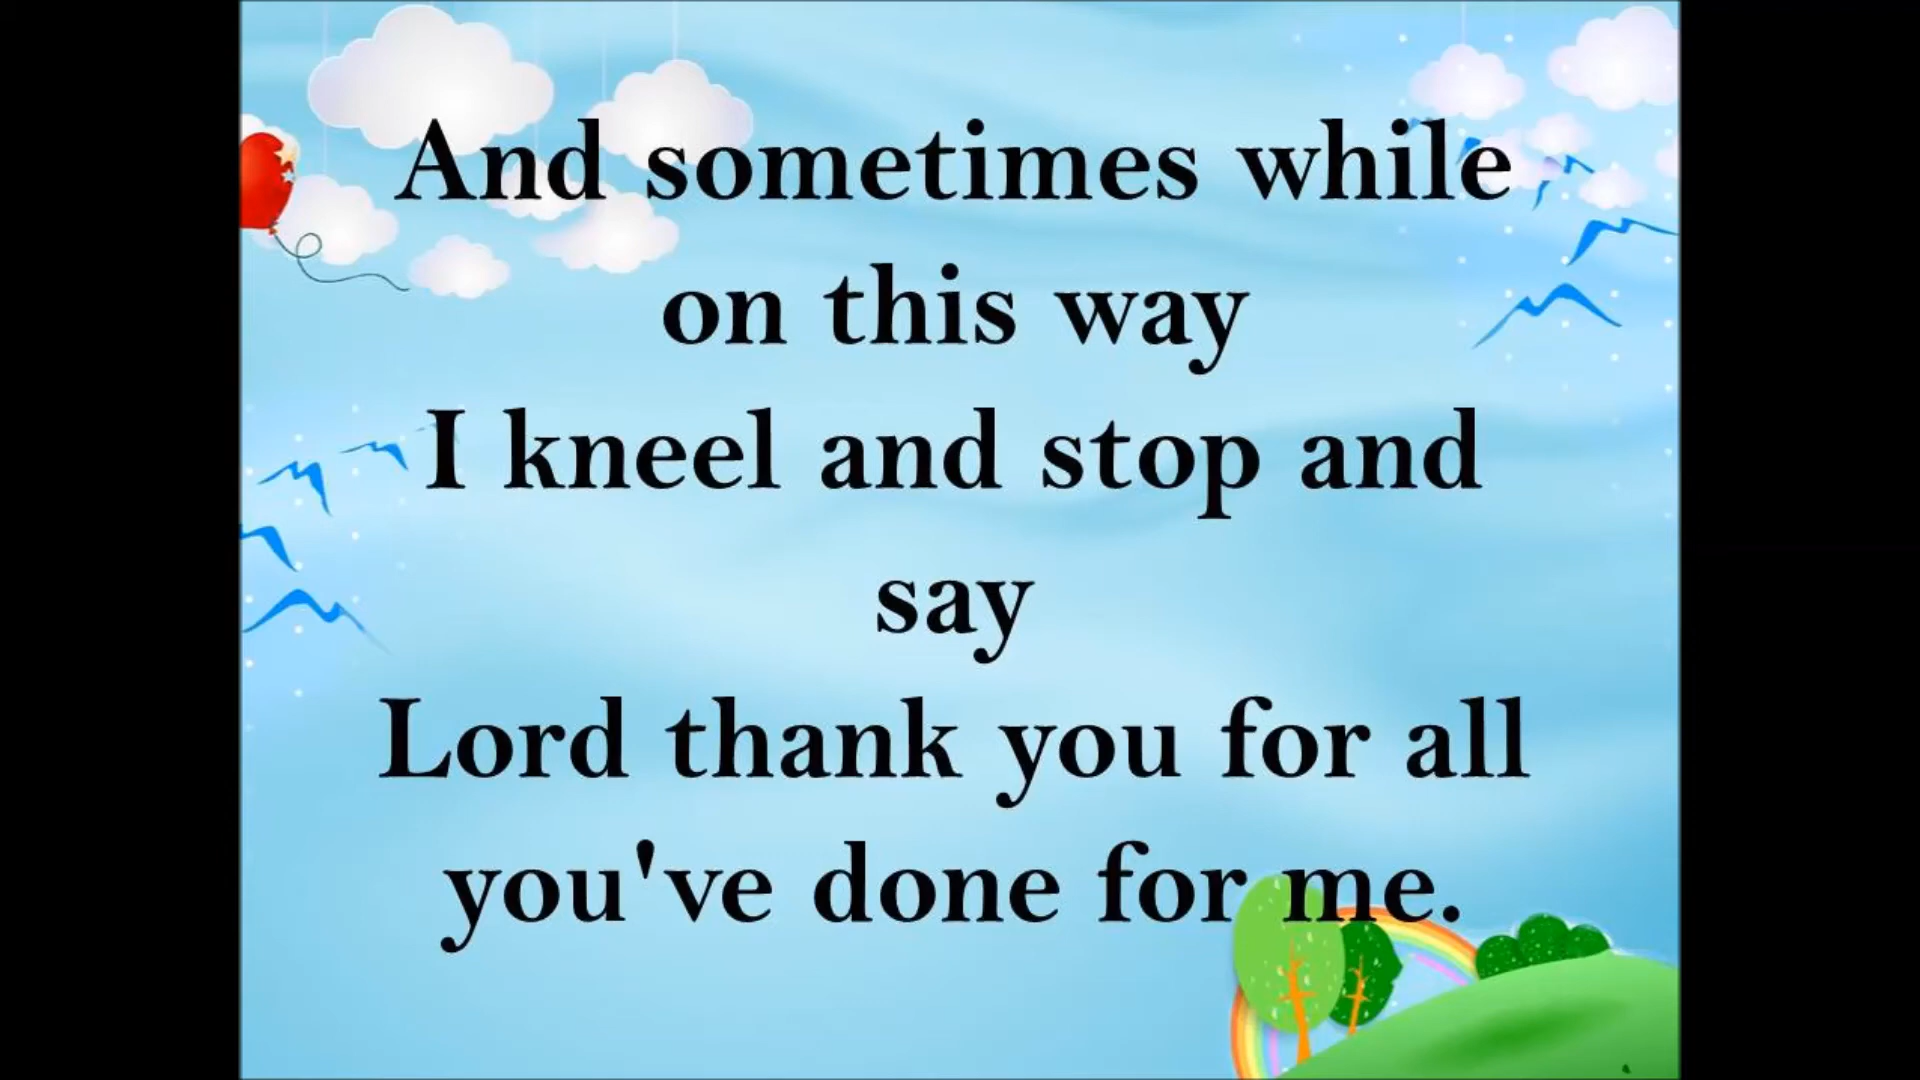 And sometimes while
on this way
I kneel and stop and
say
Lord thank you for all
you've done for me.